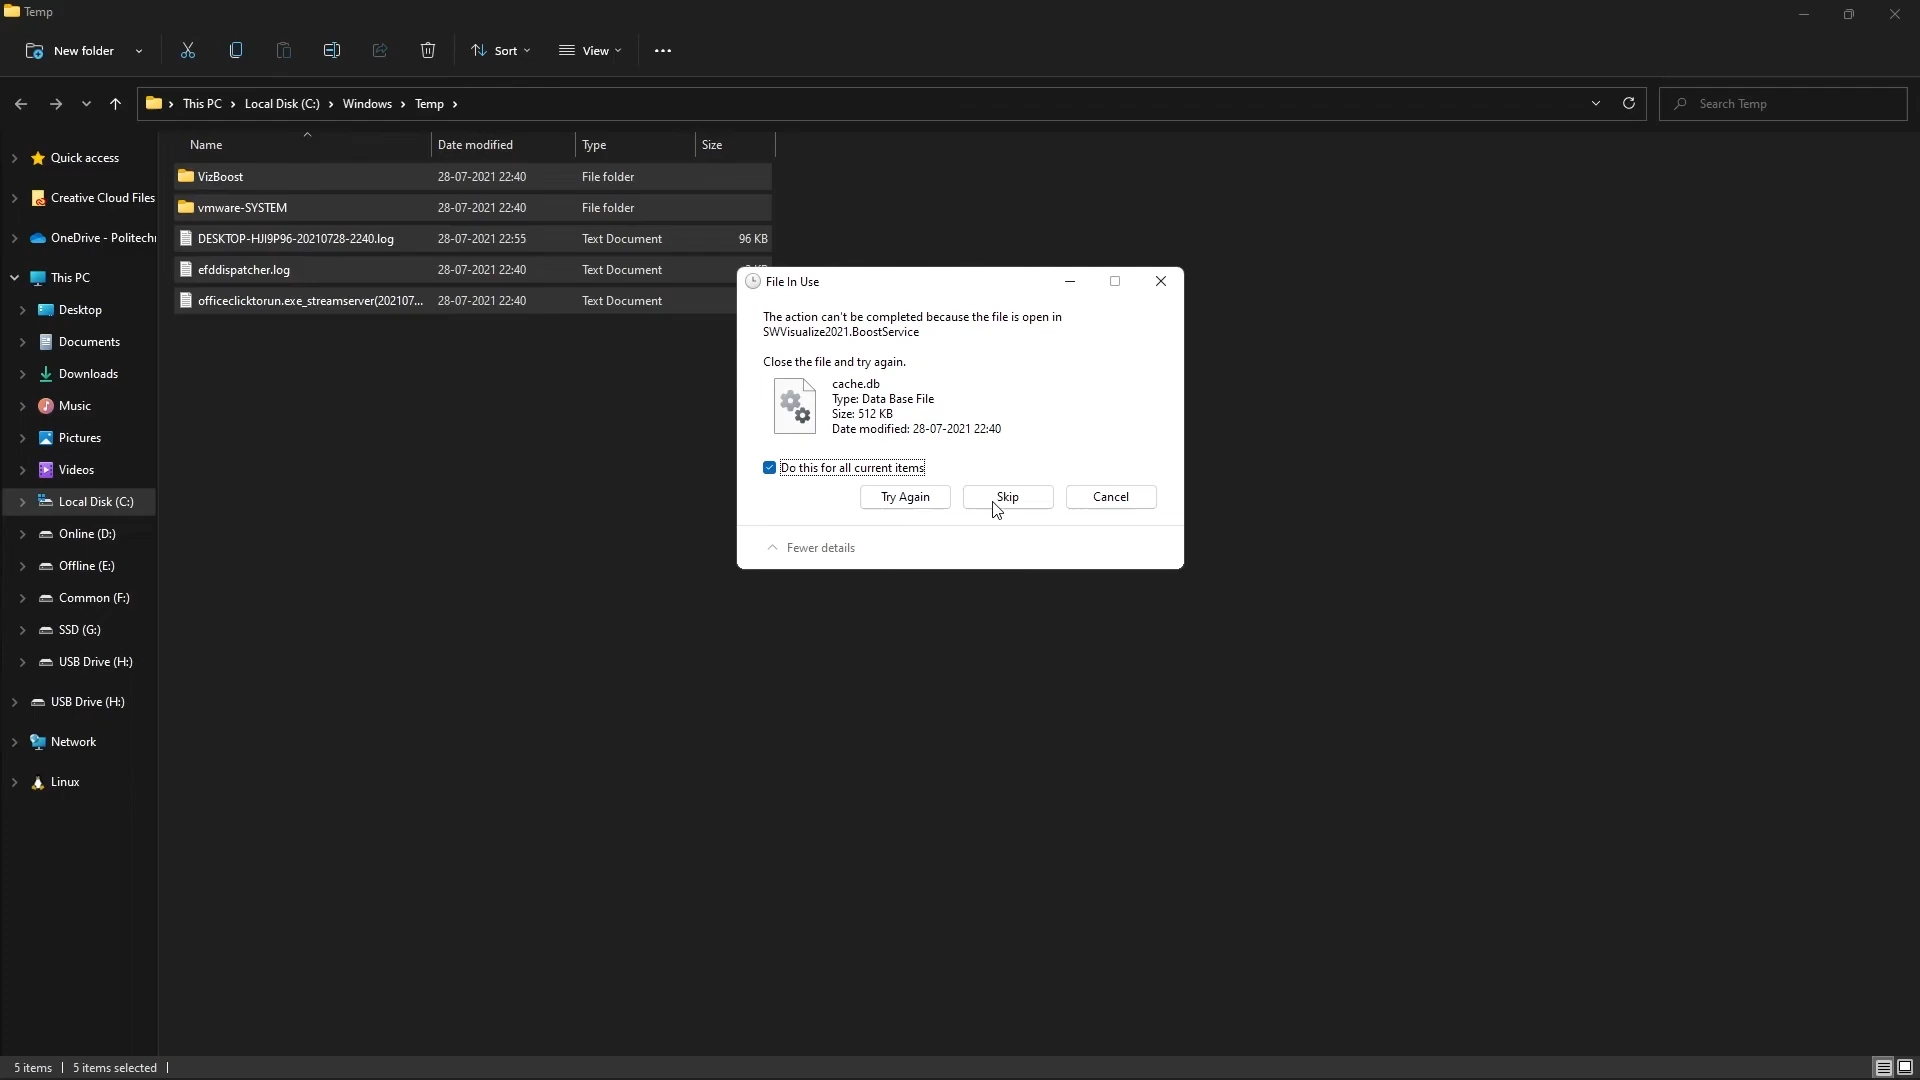 Temp
New folder
Sort
View
This PC > Local Disk (C:) > Windows > Temp >
Search Temp
Name Date modified Type Size
VizBoost 28-07-2021 22:40 File folder
vmware-SYSTEM 28-07-2021 22:40 File folder
DESKTOP-HJI9P96-20210728-2240.log 28-07-2021 22:55 Text Document 96 KB
efddispatcher.log 28-07-2021 22:40 Text Document
officeclicktorun.exe_streamserver(202107... 28-07-2021 22:40 Text Document
Quick access
Creative Cloud Files
OneDrive - Politechn
This PC
Desktop
Documents
Downloads
Music
Pictures
Videos
Local Disk (C:)
Online (D:)
Offline (E:)
Common (F:)
SSD (G:)
USB Drive (H:)
USB Drive (H:)
Network
Linux
File In Use
The action can't be completed because the file is open in
SWVisualize2021.BoostService
Close the file and try again.
cache.db
Type: Data Base File
Size: 512 KB
Date modified: 28-07-2021 22:40
Do this for all current items
Try Again
Skip
Cancel
Fewer details
5 items
5 items selected